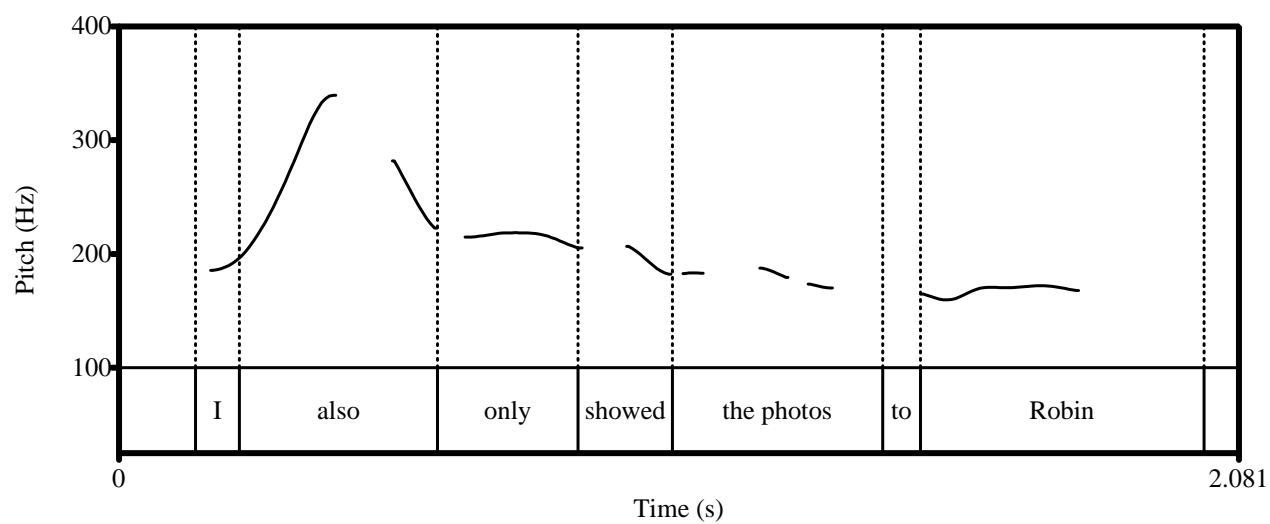 400
300
Pitch (Hz)
200
100
I also only showed the photos to Robin
0 2.081
Time (s)